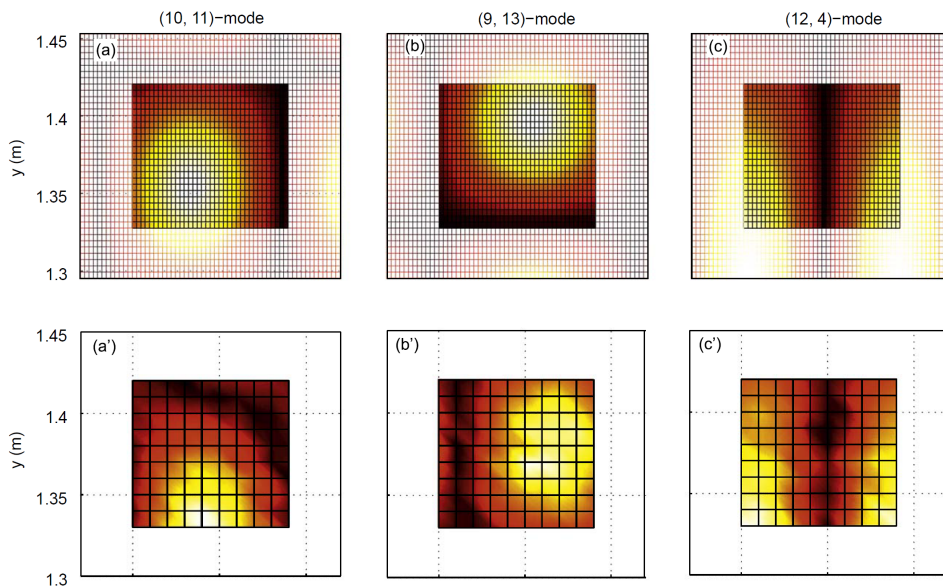 (10, 11)−mode (9, 13)−mode (12, 4)−mode
(a) (b) (c)
1.45
1.4
1.35
1.3
y (m)
(a’) (b’) (c’)
1.45
1.4
1.35
1.3
y (m)